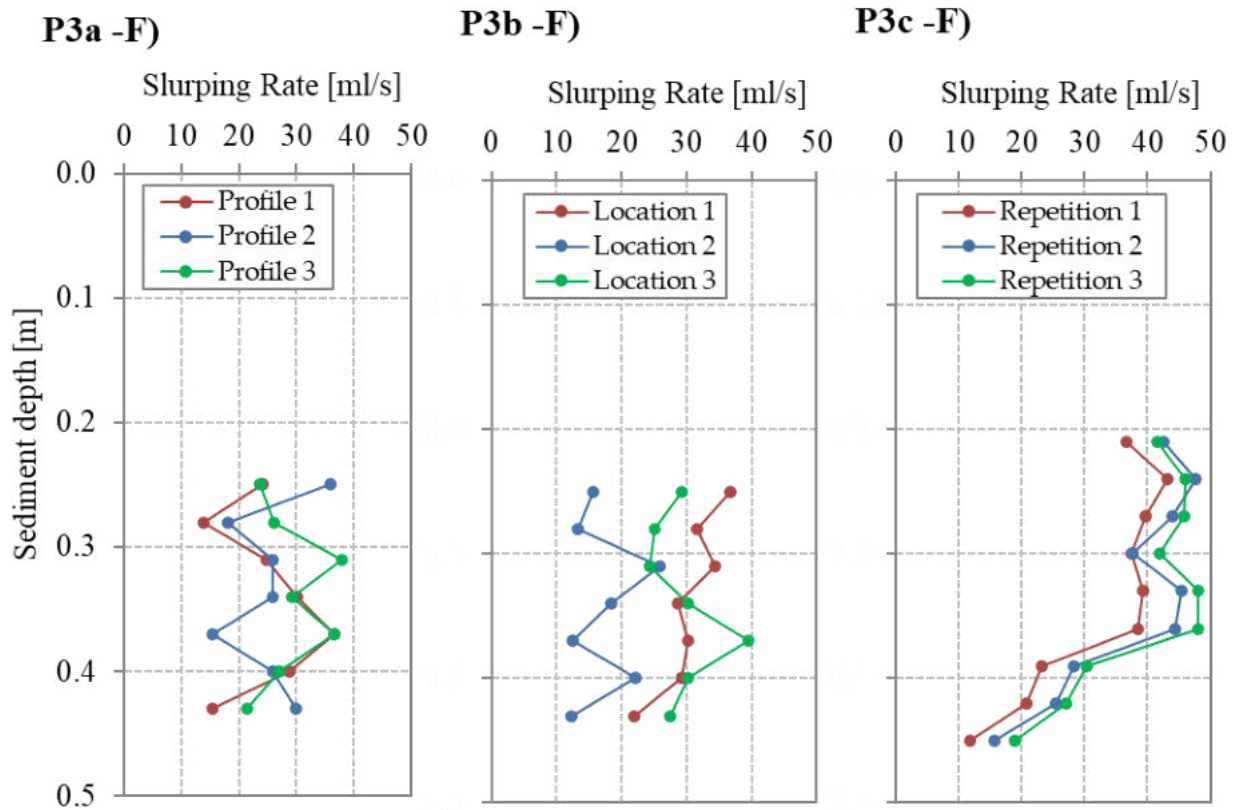 P3a -F)
P3b -F)
P3c -F)
Slurping Rate [ml/s]
Slurping Rate [ml/s]
Slurping Rate [ml/s]
0 10 20 30 40 50
0 10 20 30 40 50
0 10 20 30 40 50
Sediment depth [m]
0.0
0.1
0.2
0.3
0.4
0.5
Profile 1
Profile 2
Profile 3
Location 1
Location 2
Location 3
Repetition 1
Repetition 2
Repetition 3